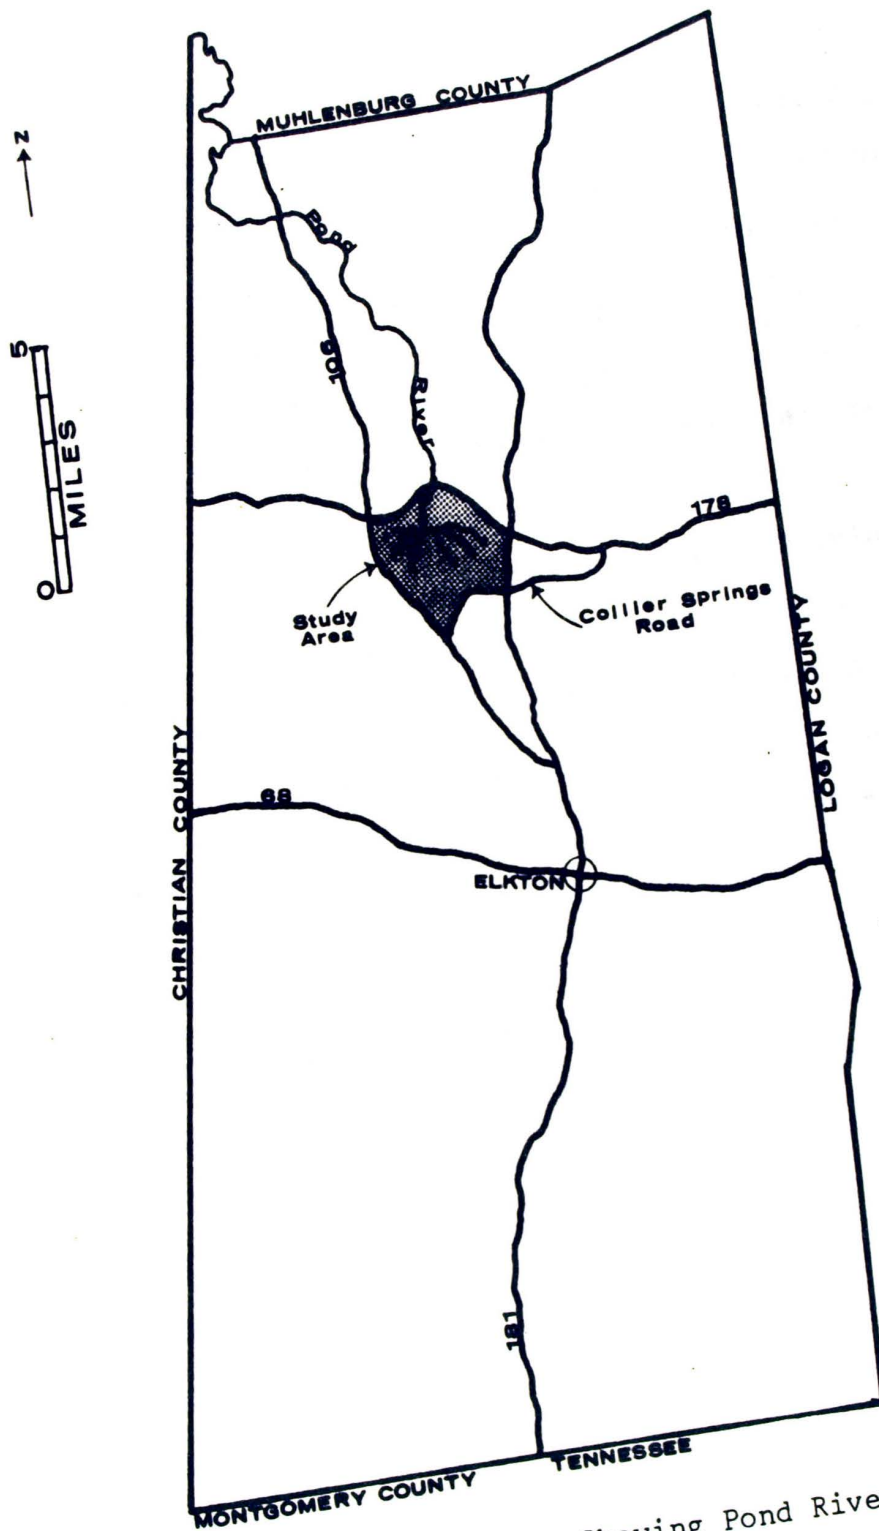 MUHLENBURG COUNTY
N
Pond
River
106
5
MILES
0
178
Study
Area
Collier Springs
Road
CHRISTIAN COUNTY
LOGAN COUNTY
68
ELKTON
181
MONTGOMERY COUNTY
TENNESSEE
Showing Pond Rive